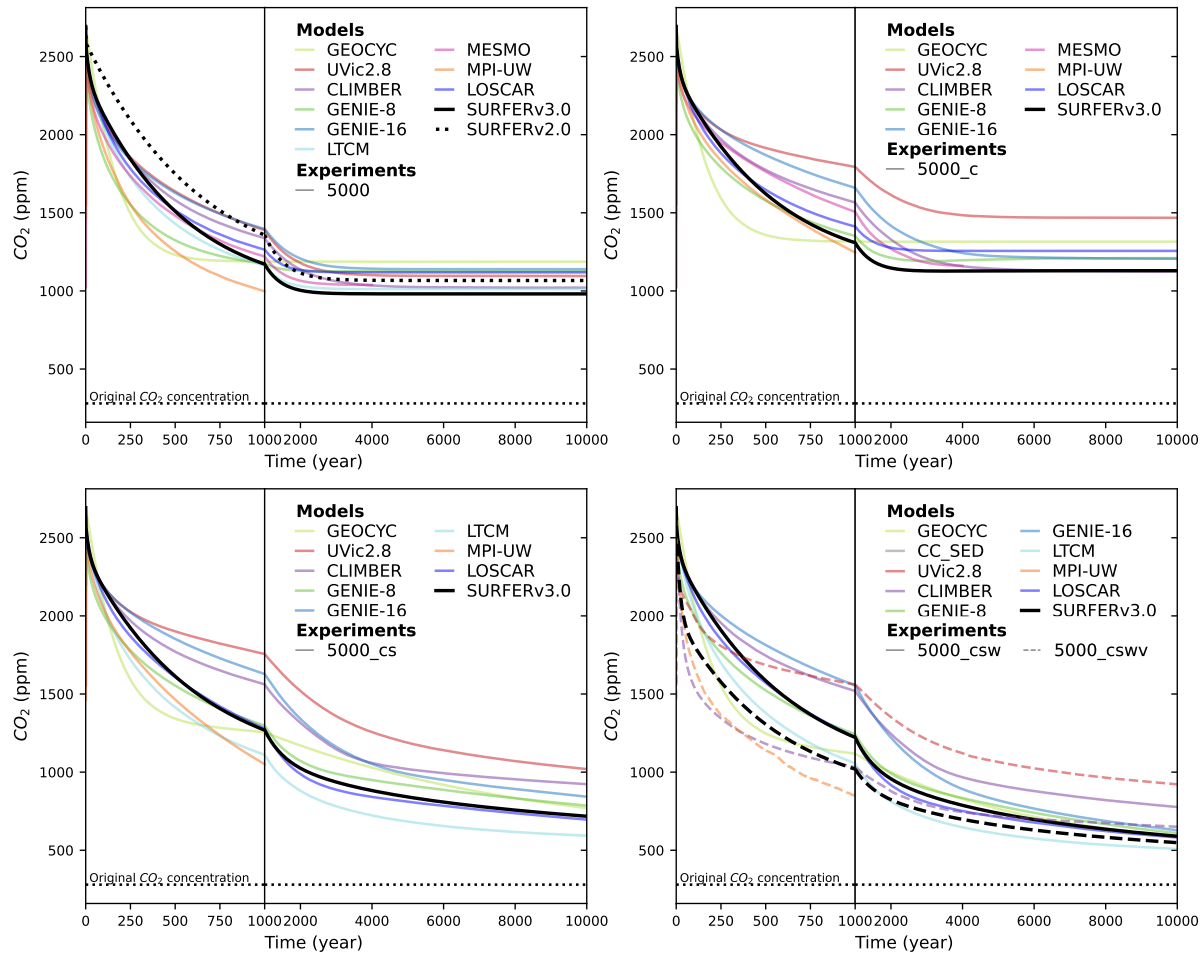 Models
GEOCYC
UVic2.8
CLIMBER
GENIE-8
GENIE-16
LTCM
MESMO
MPI-UW
LOSCAR
SURFERv3.0
SURFERv2.0
Experiments
5000
CO2 (ppm)
2500
2000
1500
1000
500
Original CO2 concentration
0 250 500 750 1000 2000 4000 6000 8000 10000
Time (year)
Models
GEOCYC
UVic2.8
CLIMBER
GENIE-8
GENIE-16
MESMO
MPI-UW
LOSCAR
SURFERv3.0
Experiments
5000_c
CO2 (ppm)
2500
2000
1500
1000
500
Original CO2 concentration
0 250 500 750 1000 2000 4000 6000 8000 10000
Time (year)
Models
GEOCYC
UVic2.8
CLIMBER
GENIE-8
GENIE-16
LTCM
MPI-UW
LOSCAR
SURFERv3.0
Experiments
5000_cs
CO2 (ppm)
2500
2000
1500
1000
500
Original CO2 concentration
0 250 500 750 1000 2000 4000 6000 8000 10000
Time (year)
Models
GEOCYC
CC_SED
UVic2.8
CLIMBER
GENIE-8
GENIE-16
LTCM
MPI-UW
LOSCAR
SURFERv3.0
Experiments
5000_csw
5000_cswv
CO2 (ppm)
2500
2000
1500
1000
500
Original CO2 concentration
0 250 500 750 1000 2000 4000 6000 8000 10000
Time (year)